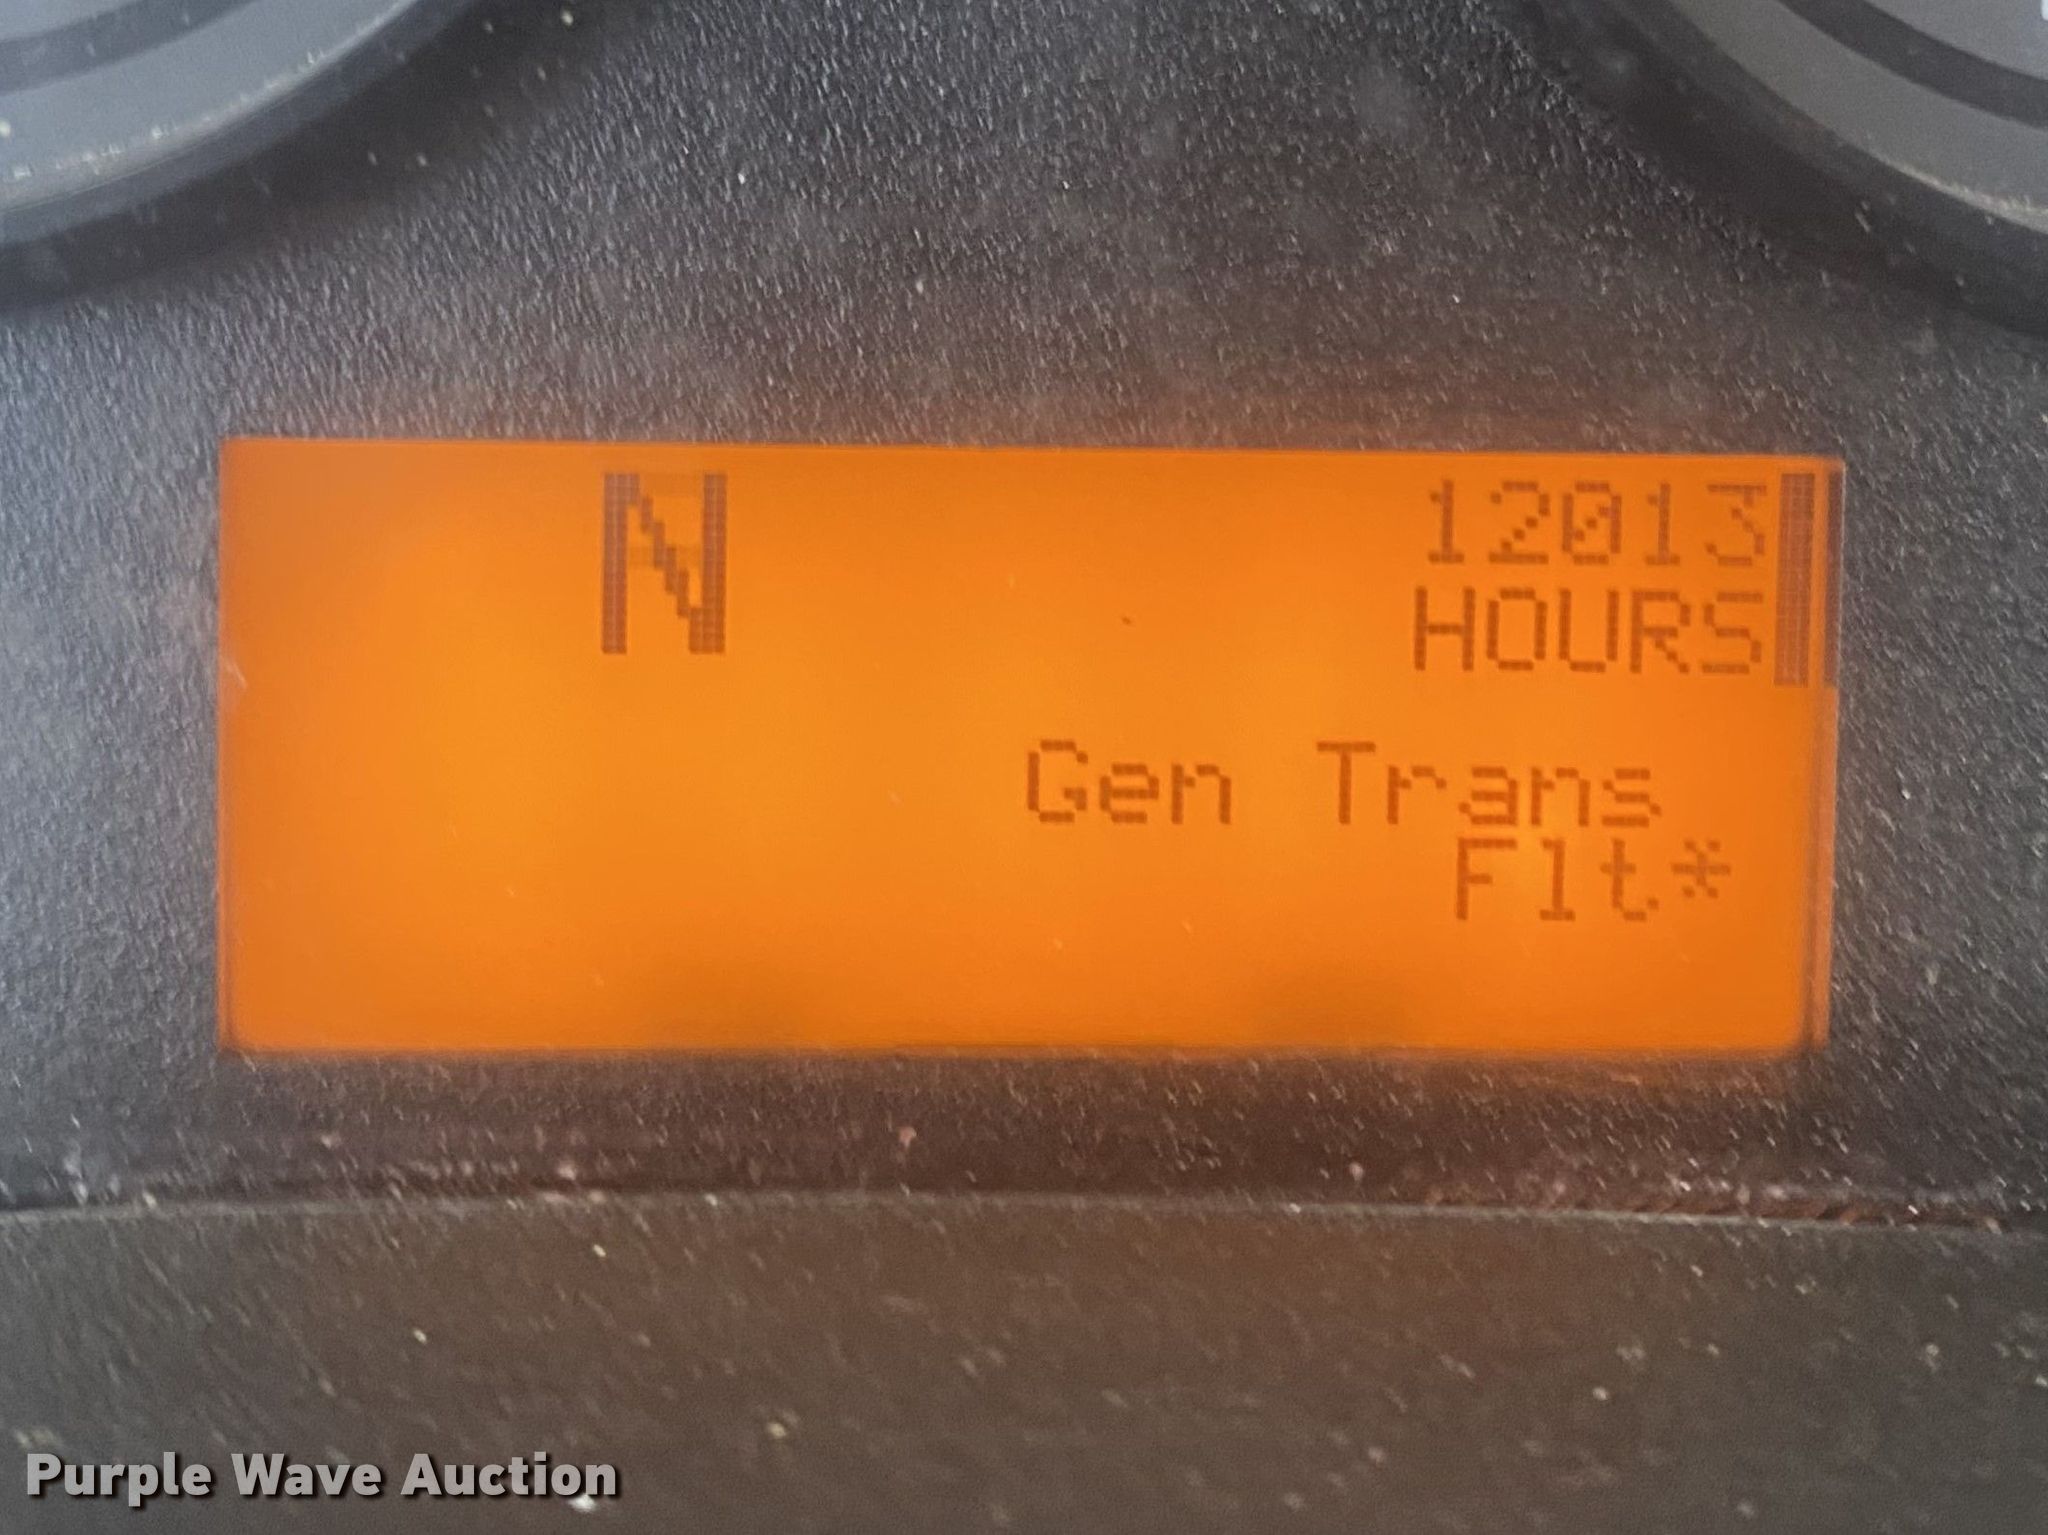 N
12013
HOURS
Gen Trans
Flt*
Purple Wave Auction